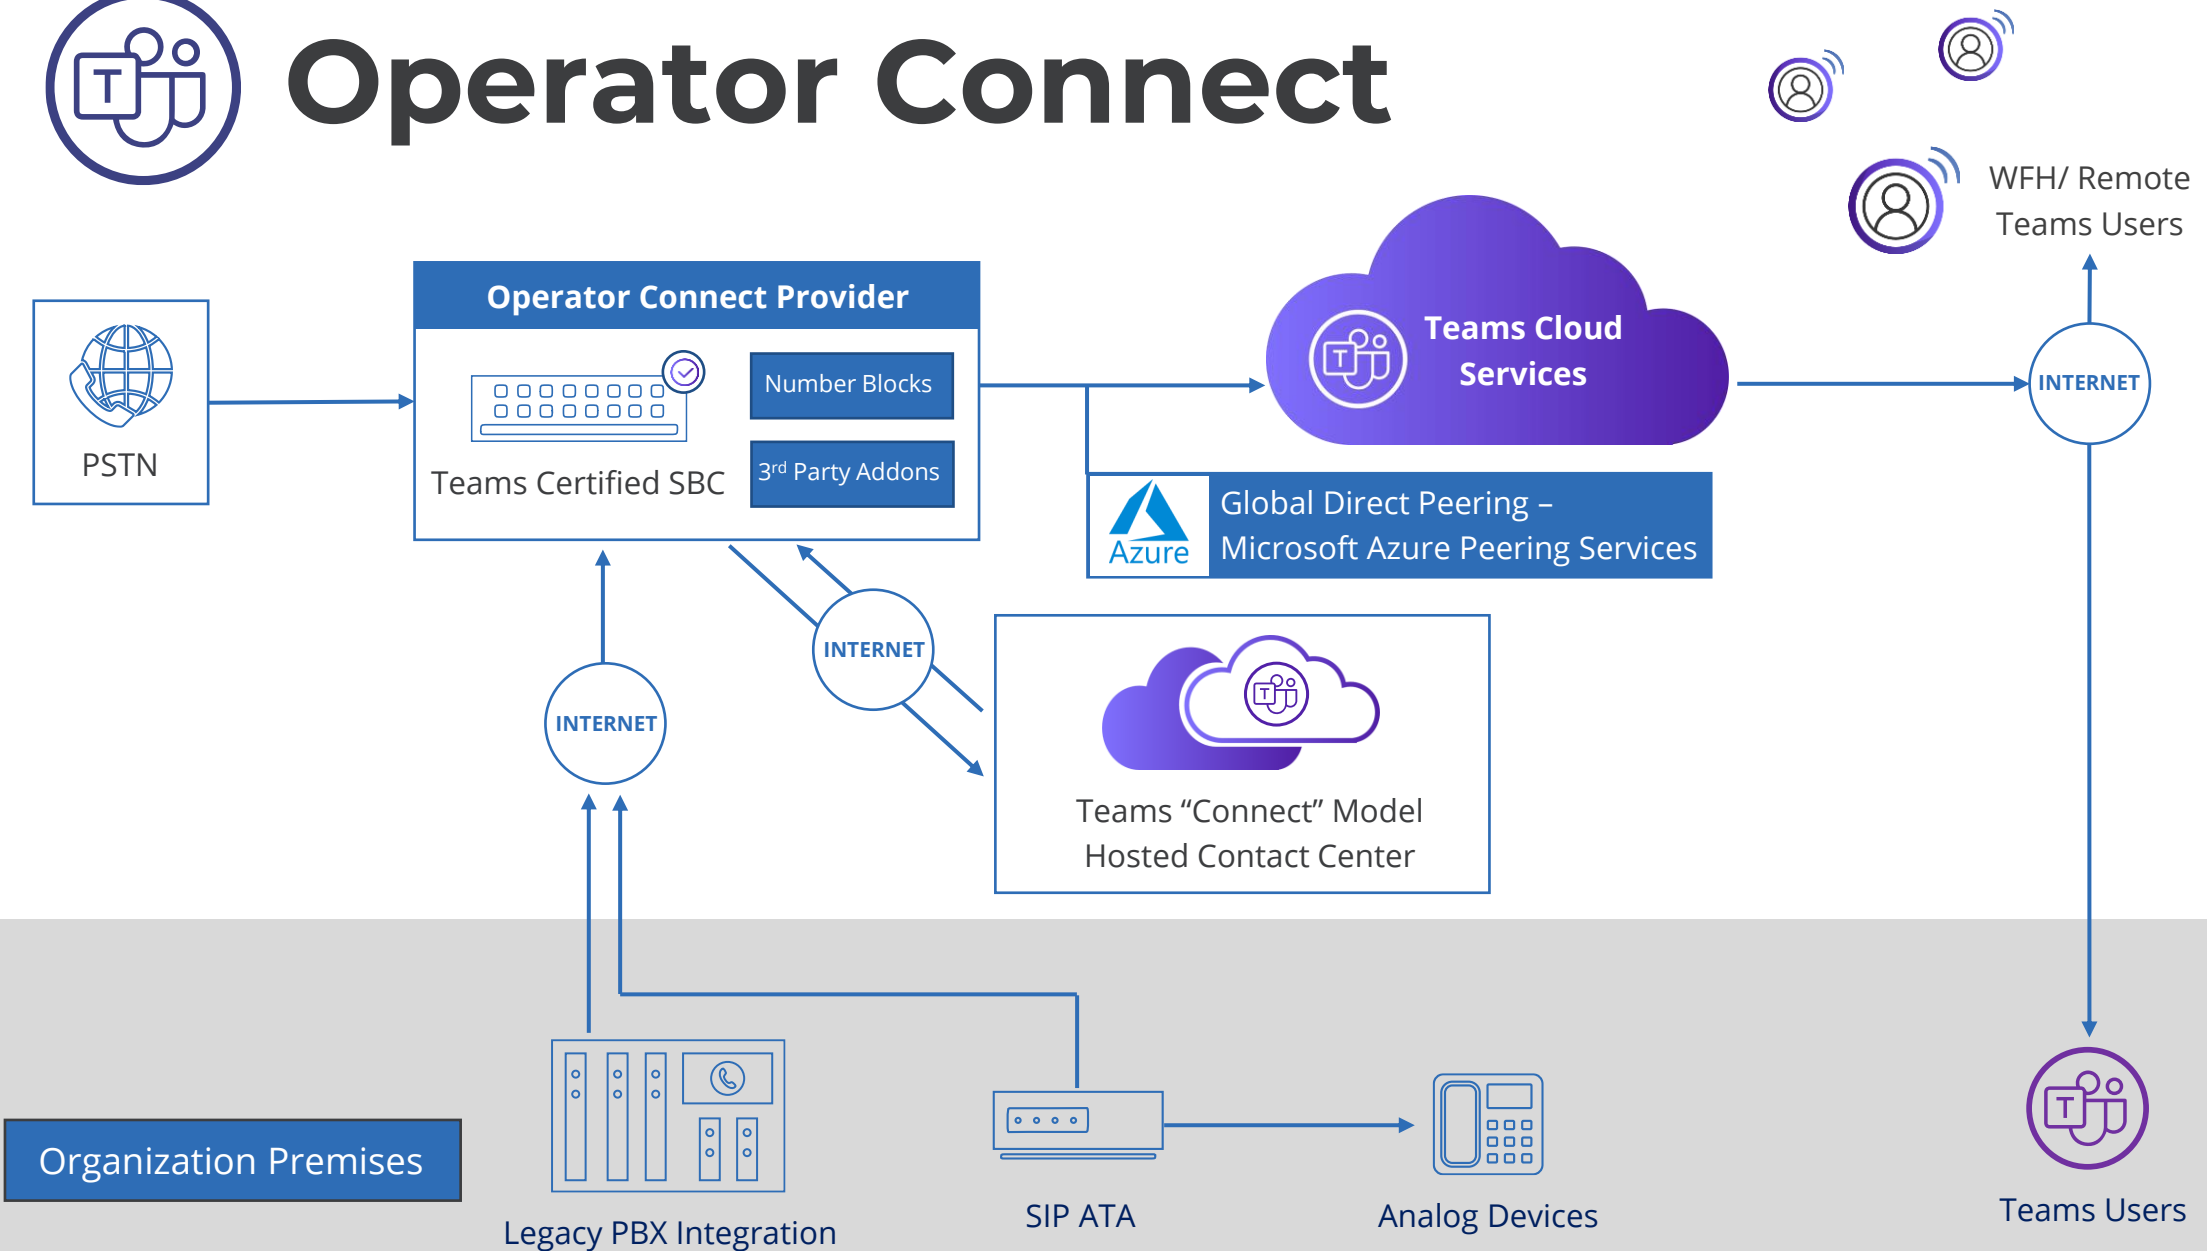 Operator Connect
WFH/ Remote
Teams Users
Operator Connect Provider
Teams Cloud
Services
T
PSTN
Teams Certified SBC
Number Blocks
3rd Party Addons
INTERNET
Azure
Global Direct Peering –
Microsoft Azure Peering Services
INTERNET
INTERNET
T
Teams “Connect” Model
Hosted Contact Center
Organization Premises
Legacy PBX Integration
SIP ATA
Analog Devices
T
Teams Users
T